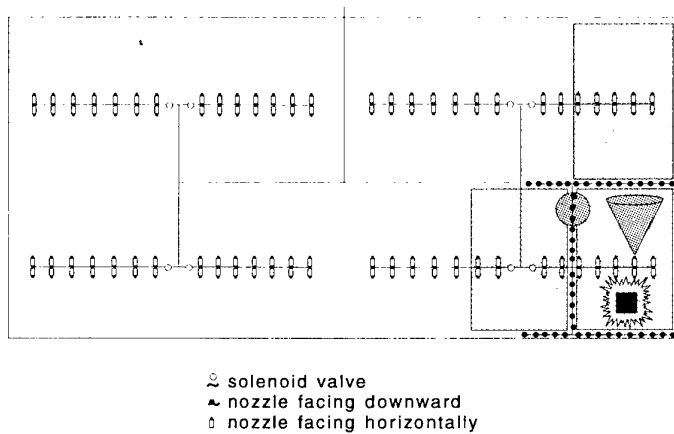 solenoid valve
nozzle facing downward
nozzle facing horizontally